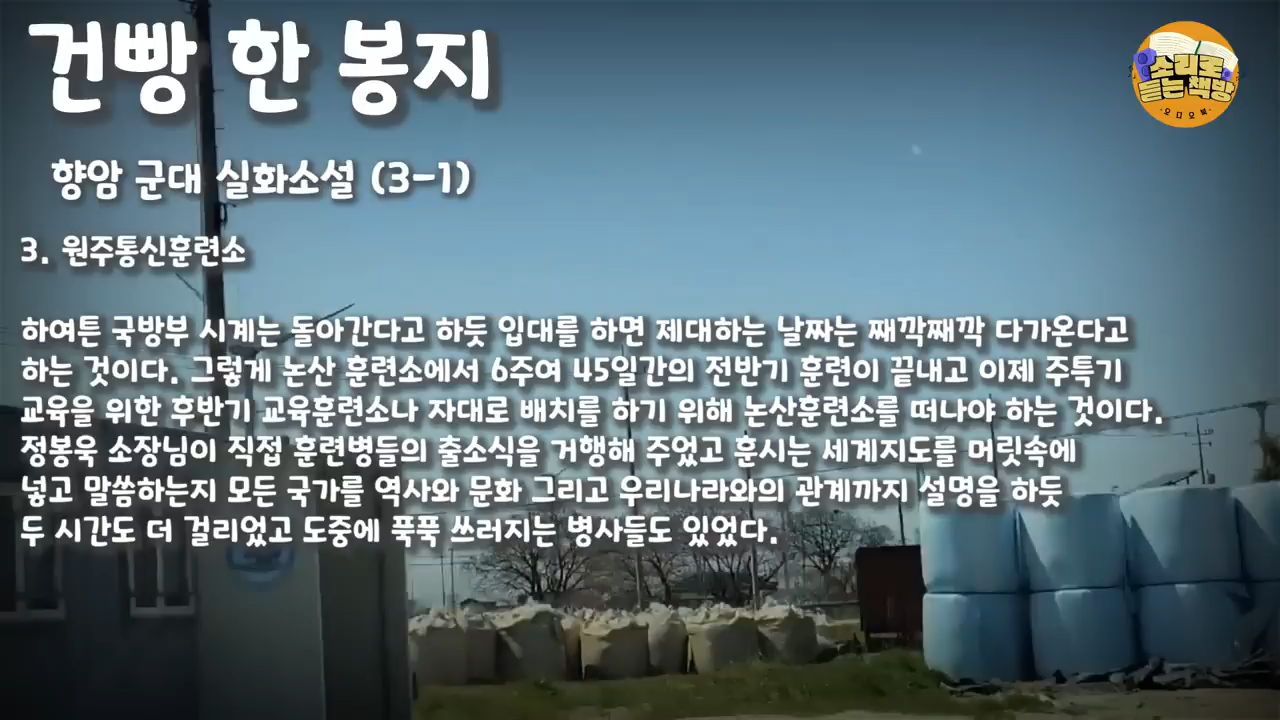 건빵 한 봉지
소리로
듣는 책방
·오디오북·
향암 군대 실화소설 (3-1)
3. 원주통신훈련소
하여튼 국방부 시계는 돌아간다고 하듯 입대를 하면 제대하는 날짜는 째깍째깍 다가온다고
하는 것이다. 그렇게 논산 훈련소에서 6주여 45일간의 전반기 훈련이 끝내고 이제 주특기
교육을 위한 후반기 교육훈련소나 자대로 배치를 하기 위해 논산훈련소를 떠나야 하는 것이다.
정봉욱 소장님이 직접 훈련병들의 출소식을 거행해 주었고 훈시는 세계지도를 머릿속에
넣고 말씀하는지 모든 국가를 역사와 문화 그리고 우리나라와의 관계까지 설명을 하듯
두 시간도 더 걸리었고 도중에 푹푹 쓰러지는 병사들도 있었다.